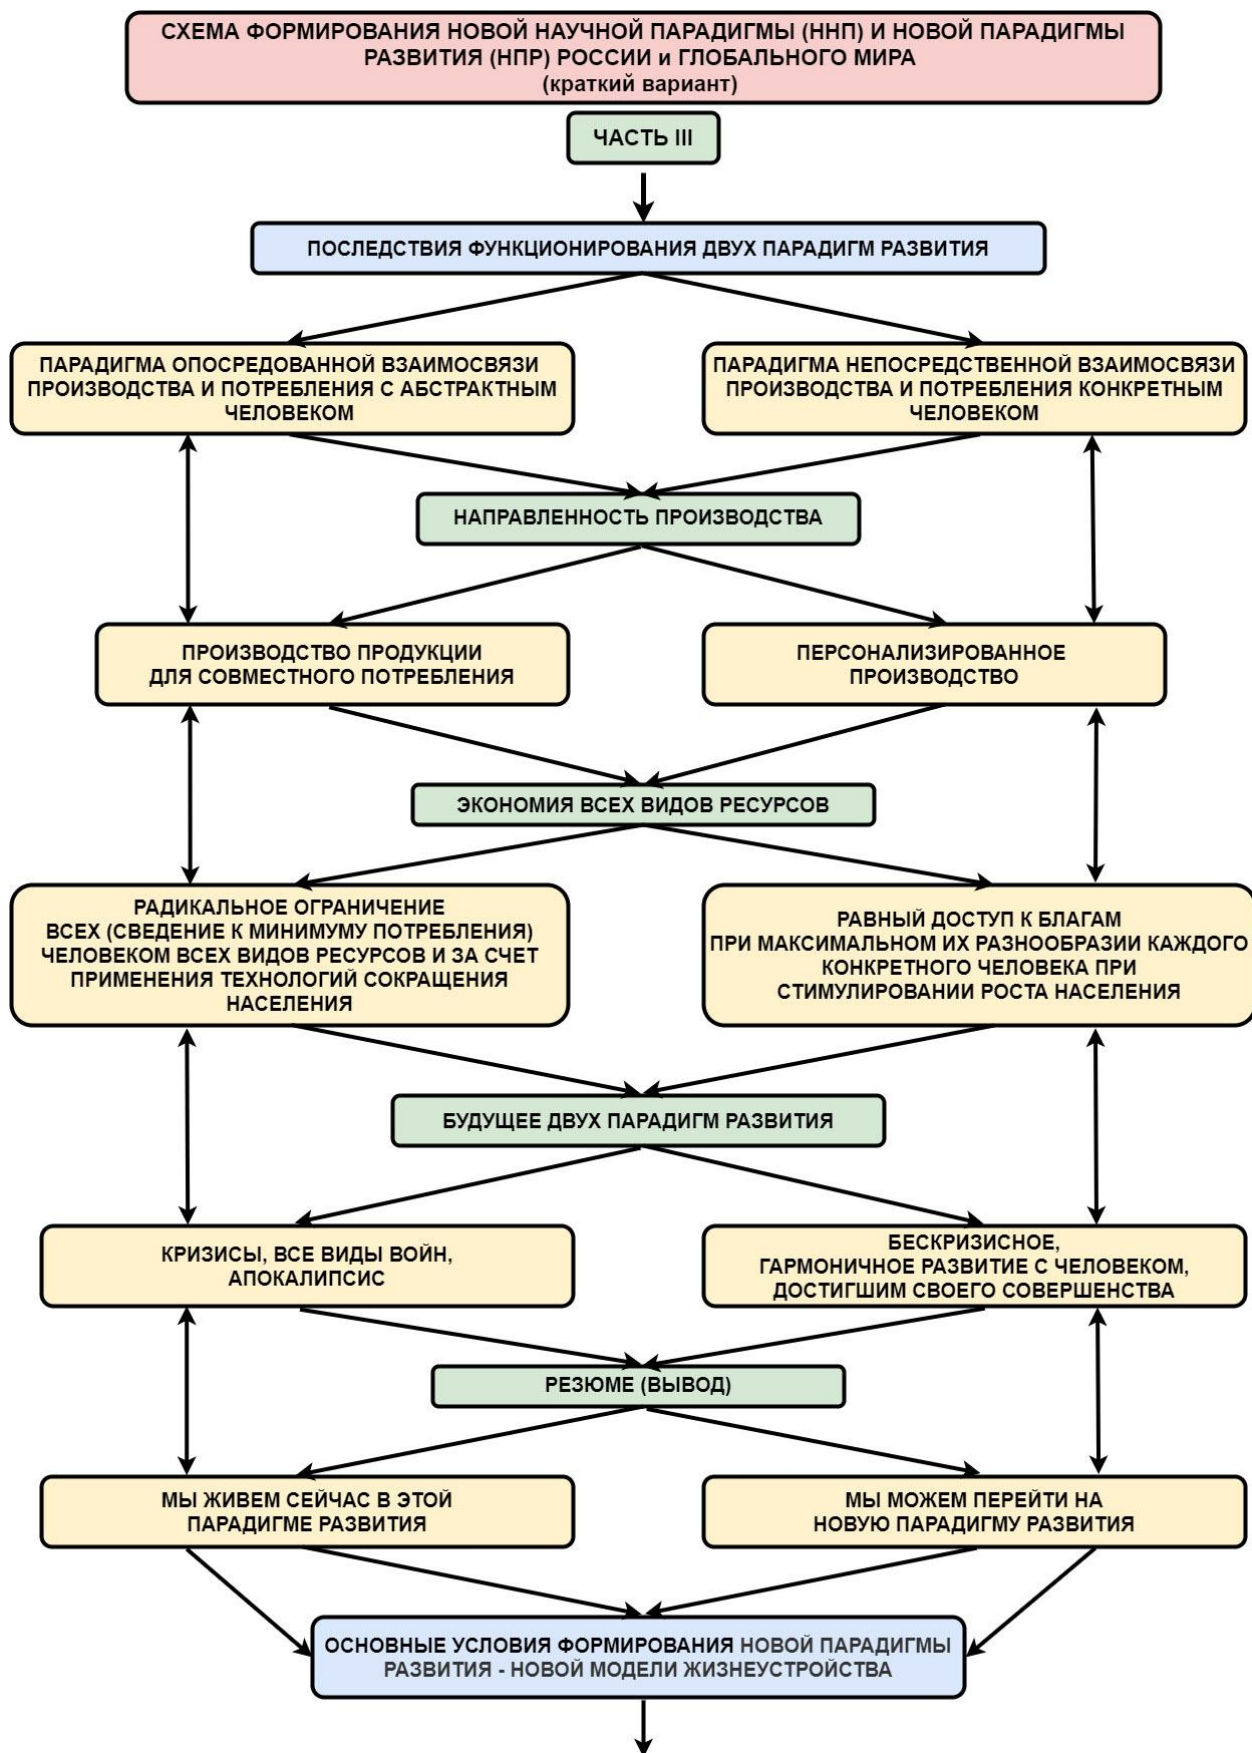 СХЕМА ФОРМИРОВАНИЯ НОВОЙ НАУЧНОЙ ПАРАДИГМЫ (ННП) И НОВОЙ ПАРАДИГМЫ
РАЗВИТИЯ (НПР) РОССИИ и ГЛОБАЛЬНОГО МИРА
(краткий вариант)
ЧАСТЬ III
ПОСЛЕДСТВИЯ ФУНКЦИОНИРОВАНИЯ ДВУХ ПАРАДИГМ РАЗВИТИЯ
ПАРАДИГМА ОПОСРЕДОВАННОЙ ВЗАИМОСВЯЗИ
ПРОИЗВОДСТВА И ПОТРЕБЛЕНИЯ С АБСТРАКТНЫМ
ЧЕЛОВЕКОМ
ПАРАДИГМА НЕПОСРЕДСТВЕННОЙ ВЗАИМОСВЯЗИ
ПРОИЗВОДСТВА И ПОТРЕБЛЕНИЯ КОНКРЕТНЫМ
ЧЕЛОВЕКОМ
НАПРАВЛЕННОСТЬ ПРОИЗВОДСТВА
ПРОИЗВОДСТВО ПРОДУКЦИИ
ДЛЯ СОВМЕСТНОГО ПОТРЕБЛЕНИЯ
ПЕРСОНАЛИЗИРОВАННОЕ
ПРОИЗВОДСТВО
ЭКОНОМИЯ ВСЕХ ВИДОВ РЕСУРСОВ
РАДИКАЛЬНОЕ ОГРАНИЧЕНИЕ
ВСЕХ (СВЕДЕНИЕ К МИНИМУМУ ПОТРЕБЛЕНИЯ)
ЧЕЛОВЕКОМ ВСЕХ ВИДОВ РЕСУРСОВ И ЗА СЧЕТ
ПРИМЕНЕНИЯ ТЕХНОЛОГИЙ СОКРАЩЕНИЯ
НАСЕЛЕНИЯ
РАВНЫЙ ДОСТУП К БЛАГАМ
ПРИ МАКСИМАЛЬНОМ ИХ РАЗНООБРАЗИИ КАЖДОГО
КОНКРЕТНОГО ЧЕЛОВЕКА ПРИ
СТИМУЛИРОВАНИИ РОСТА НАСЕЛЕНИЯ
БУДУЩЕЕ ДВУХ ПАРАДИГМ РАЗВИТИЯ
КРИЗИСЫ, ВСЕ ВИДЫ ВОЙН,
АПОКАЛИПСИС
БЕСКРИЗИСНОЕ,
ГАРМОНИЧНОЕ РАЗВИТИЕ С ЧЕЛОВЕКОМ,
ДОСТИГШИМ СВОЕГО СОВЕРШЕНСТВА
РЕЗЮМЕ (ВЫВОД)
МЫ ЖИВЕМ СЕЙЧАС В ЭТОЙ
ПАРАДИГМЕ РАЗВИТИЯ
МЫ МОЖЕМ ПЕРЕЙТИ НА
НОВУЮ ПАРАДИГМУ РАЗВИТИЯ
ОСНОВНЫЕ УСЛОВИЯ ФОРМИРОВАНИЯ НОВОЙ ПАРАДИГМЫ
РАЗВИТИЯ - НОВОЙ МОДЕЛИ ЖИЗНЕУСТРОЙСТВА